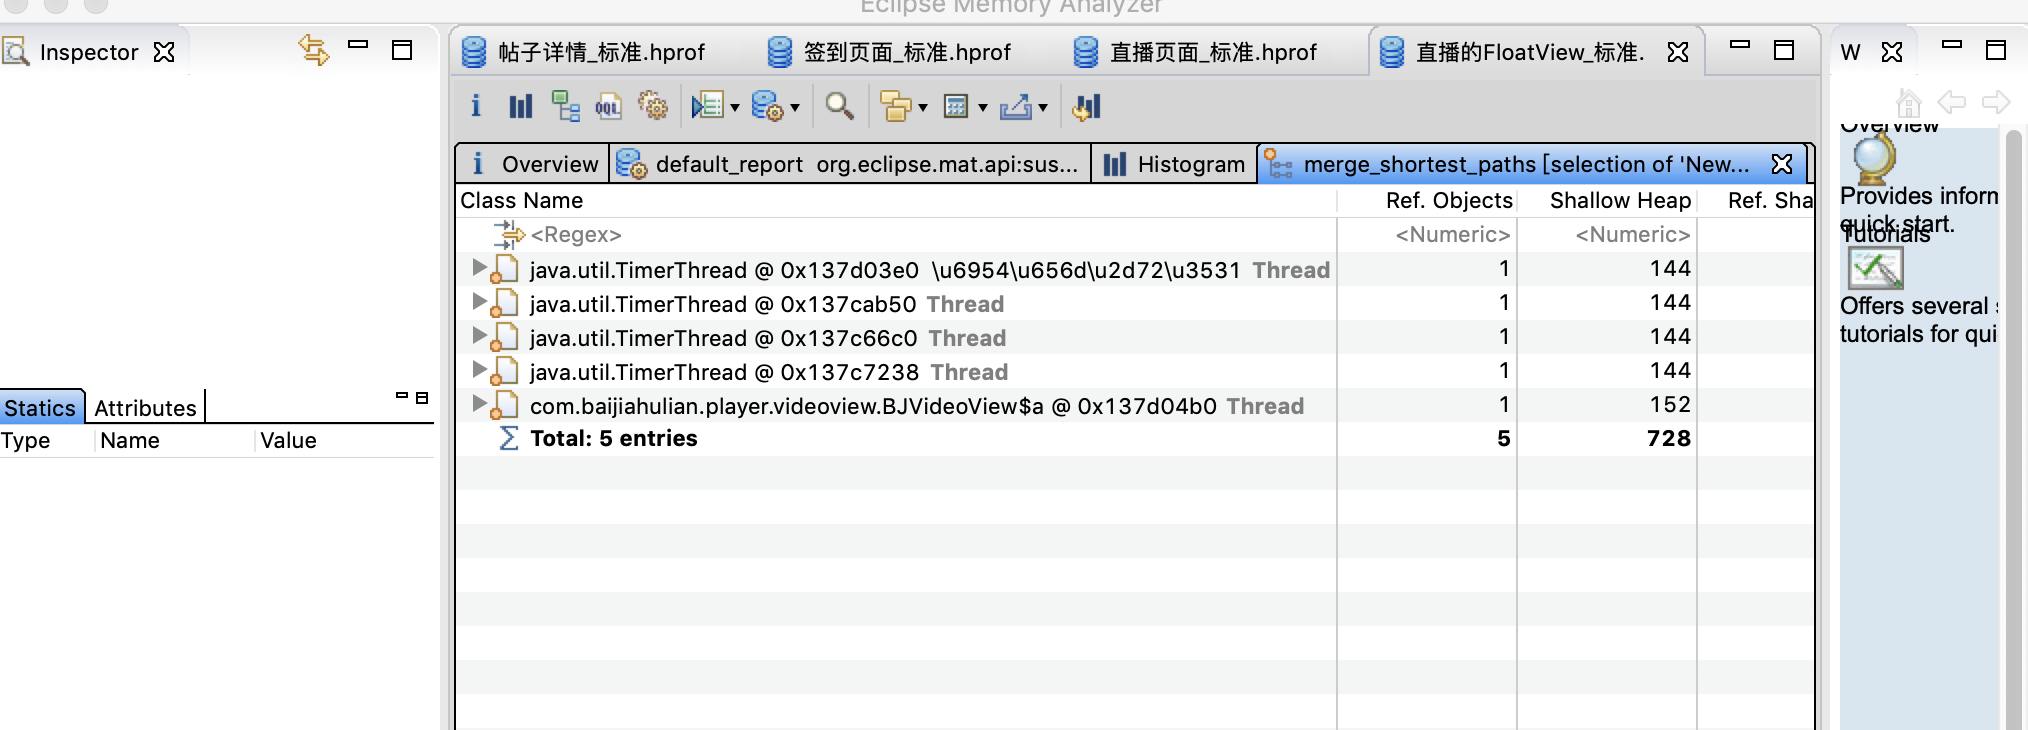 Eclipse Memory Analyzer
Inspector
帖子详情_标准.hprof
签到页面_标准.hprof
直播页面_标准.hprof
直播的FloatView_标准.
W
i
OQL
i Overview
default_report org.eclipse.mat.api:sus...
Histogram
merge_shortest_paths [selection of 'New...
Class Name Ref. Objects Shallow Heap Ref. Sha
<Regex> <Numeric> <Numeric>
java.util.TimerThread @ 0x137d03e0 \u6954\u656d\u2d72\u3531 Thread 1 144
java.util.TimerThread @ 0x137cab50 Thread 1 144
java.util.TimerThread @ 0x137c66c0 Thread 1 144
java.util.TimerThread @ 0x137c7238 Thread 1 144
com.baijiahulian.player.videoview.BJVideoView$a @ 0x137d04b0 Thread 1 152
Total: 5 entries 5 728
Statics Attributes
Type Name Value
Overview
Provides inform
quick start.
Tutorials
Offers several
tutorials for qui